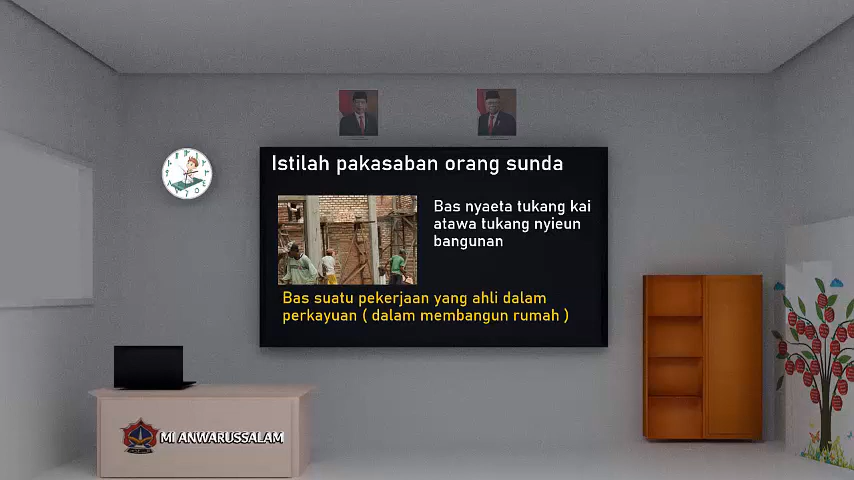 Istilah pakasaban orang sunda
Bas nyaeta tukang kai
atawa tukang nyieun
bangunan
Bas suatu pekerjaan yang ahli dalam
perkayuan ( dalam membangun rumah )
MI ANWARUSSALAM